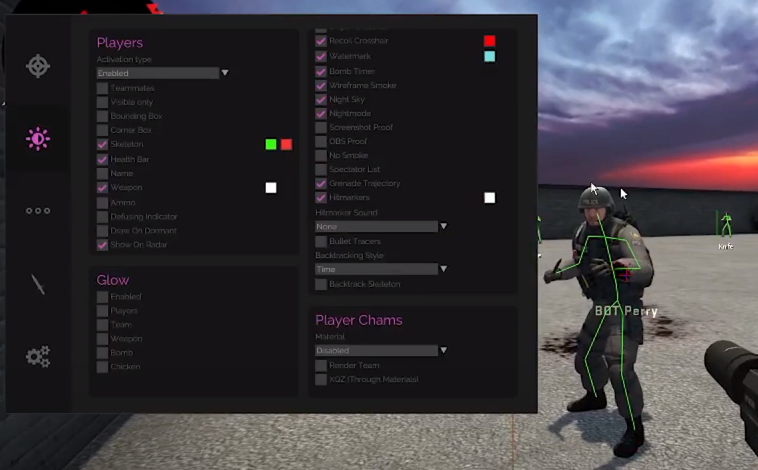 Players
Activation type
Enabled
Teammates
Visible only
Bounding Box
Corner Box
Skeleton
Health Bar
Name
Weapon
Ammo
Defusing Indicator
Draw On Dormant
Show On Radar
Glow
Enabled
Players
Team
Weapon
Bomb
Chicken
Recoil Crosshair
Watermark
Bomb Timer
Wireframe Smoke
Night Sky
Nightmode
Screenshot Proof
OBS Proof
No Smoke
Spectator List
Grenade Trajectory
Hitmarkers
Hitmarker Sound
None
Bullet Tracers
Backtracking Style
Time
Backtrack Skeleton
Player Chams
Material
Disabled
Render Team
XQZ (Through Materials)
BOT Perry
Knife